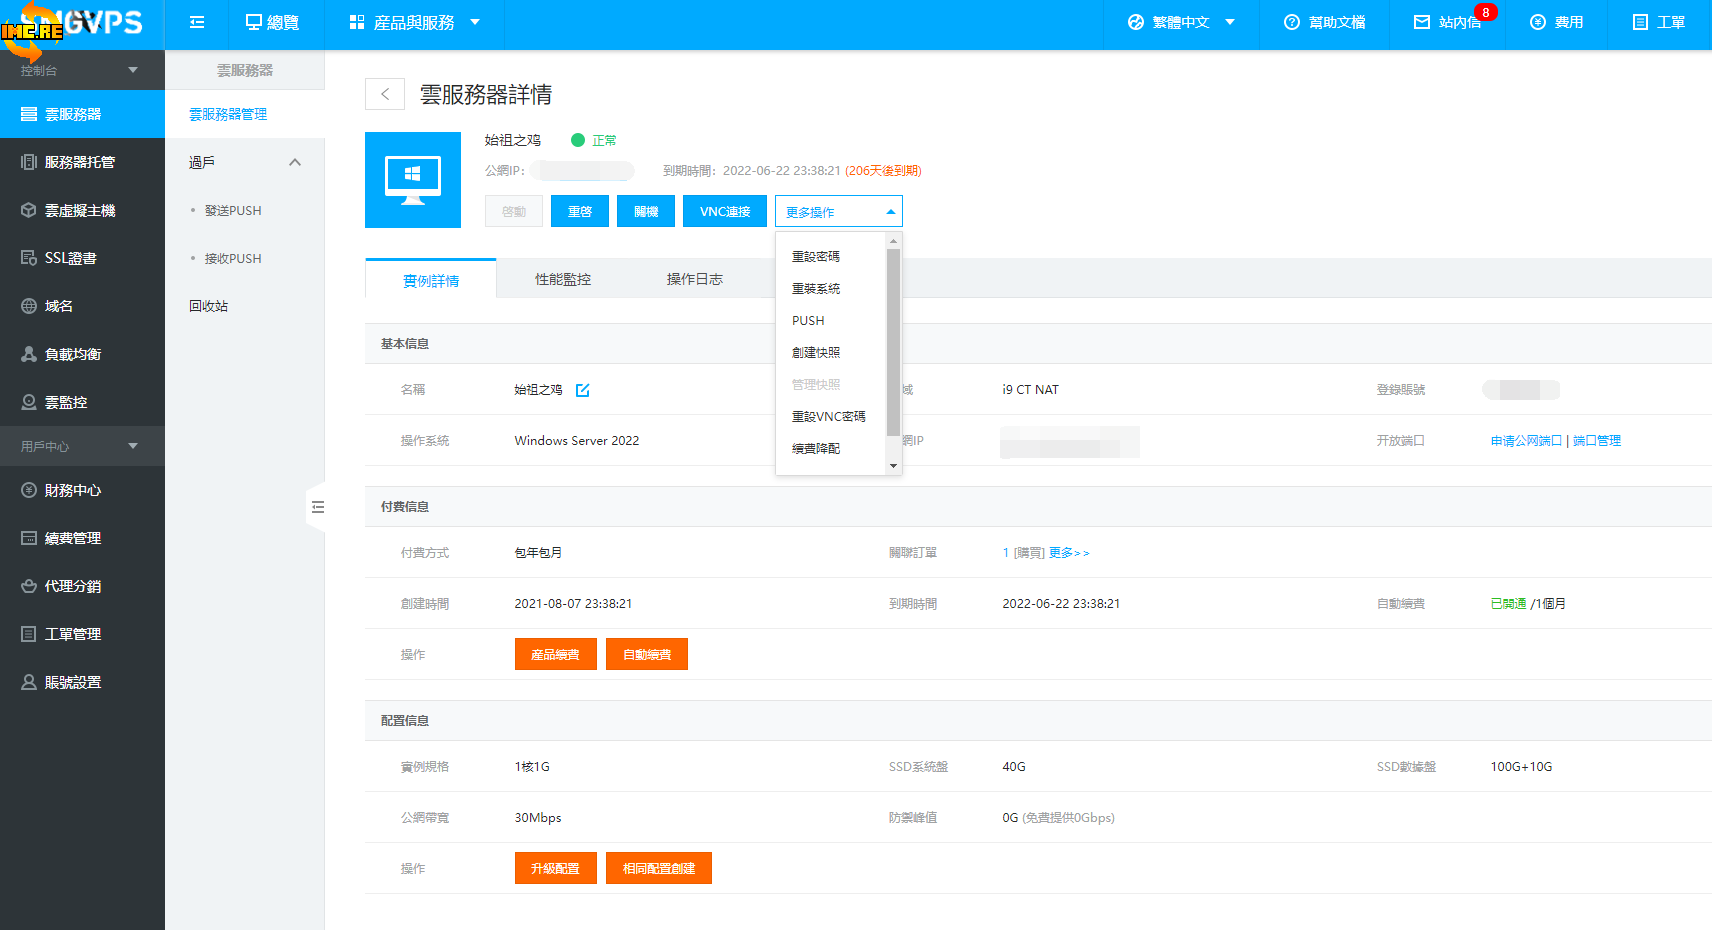 IMC.RE
VPS
總覽
産品與服務
繁體中文
幫助文檔
站内信
8
費用
工單
控制台
雲服務器
服務器托管
雲虛擬主機
SSL證書
域名
負載均衡
雲監控
用戶中心
財務中心
續費管理
代理分銷
工單管理
賬號設置
雲服務器
雲服務器管理
過戶
• 發送PUSH
• 接收PUSH
回收站
雲服務器詳情
始祖之鸡 正常
公網IP: 到期時間: 2022-06-22 23:38:21 (206天後到期)
啓動 重啓 關機 VNC連接 更多操作
重設密碼
重裝系統
PUSH
創建快照
管理快照
重設VNC密碼
續費降配
實例詳情 性能監控 操作日志
基本信息
名稱 始祖之鸡 域 i9 CT NAT 登錄賬號
操作系統 Windows Server 2022 網IP 开放端口 申请公网端口 | 端口管理
付費信息
付費方式 包年包月 關聯訂單 1 [購買] 更多>>
創建時間 2021-08-07 23:38:21 到期時間 2022-06-22 23:38:21 自動續費 已開通 /1個月
操作 産品續費 自動續費
配置信息
實例規格 1核1G SSD系統盤 40G SSD數據盤 100G+10G
公網帶寬 30Mbps 防禦峰值 0G (免費提供0Gbps)
操作 升級配置 相同配置創建